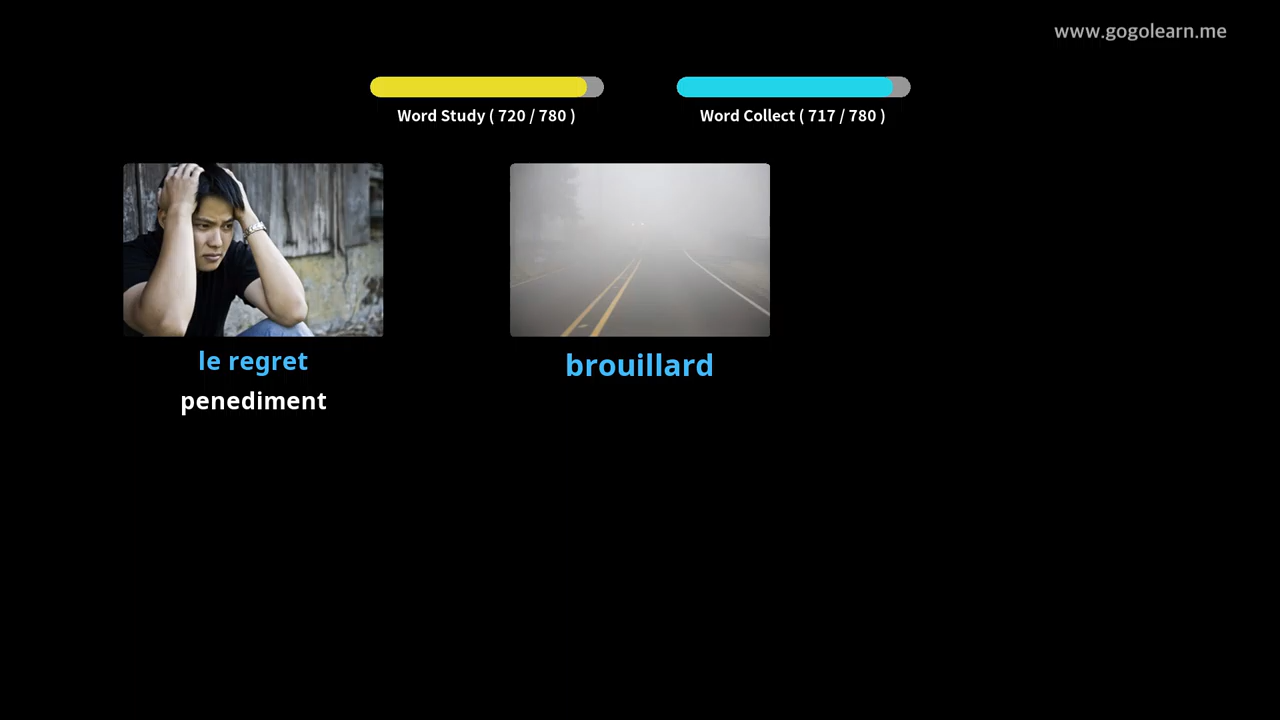 www.gogolearn.me
Word Study ( 720 / 780 )
Word Collect ( 717 / 780 )
le regret
penediment
brouillard